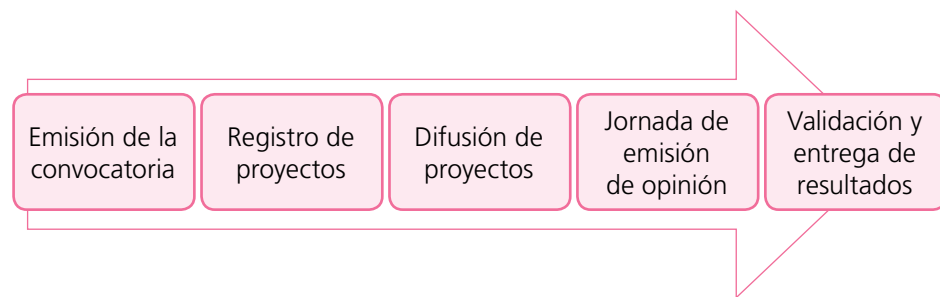 Emisión de la
convocatoria
Registro de
proyectos
Difusión de
proyectos
Jornada de
emisión
de opinión
Validación y
entrega de
resultados